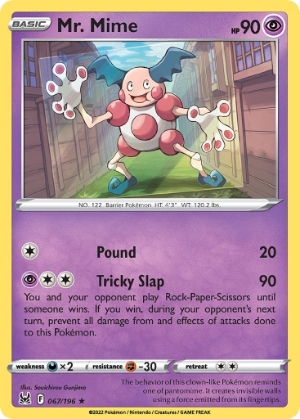 BASIC Mr. Mime HP 90
NO. 122 Barrier Pokémon HT: 4'3" WT: 120.2 lbs.
Pound 20
Tricky Slap 90
You and your opponent play Rock-Paper-Scissors until
someone wins. If you win, during your opponent's next
turn, prevent all damage from and effects of attacks done
to this Pokémon.
weakness ×2 resistance -30 retreat
Illus. Souichirou Gunjima
F 067/196 ★
The behavior of this clown-like Pokémon reminds
one of pantomime. It creates invisible walls
using a force emitted from its fingertips.
©2022 Pokémon / Nintendo / Creatures / GAME FREAK